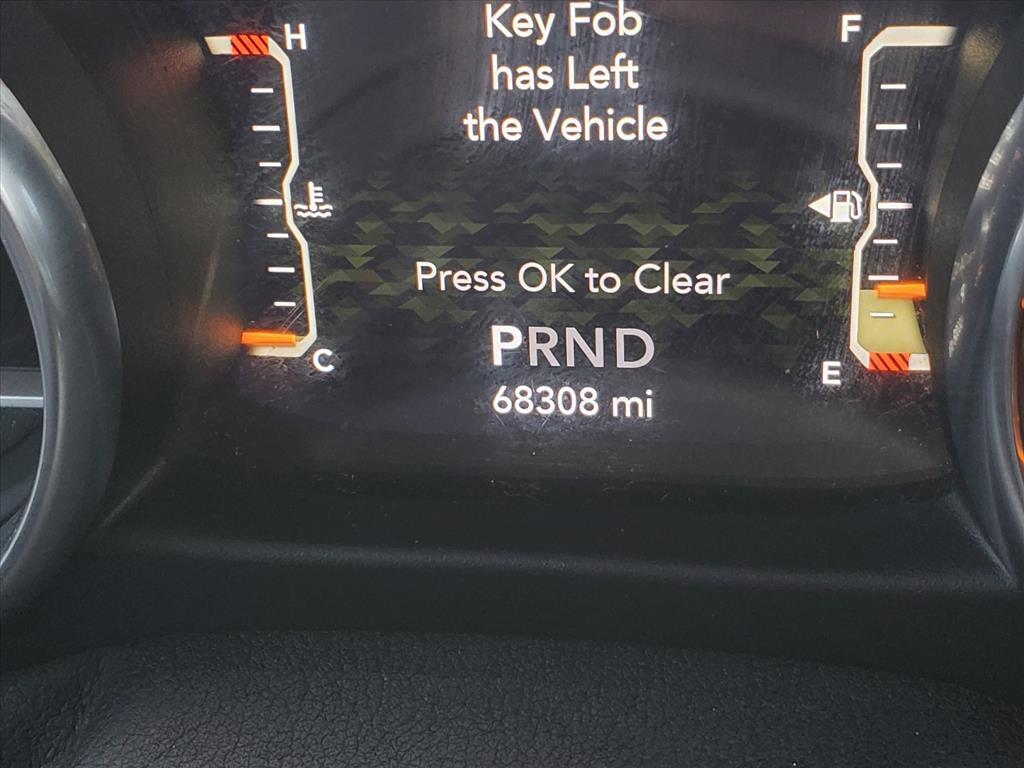 H
Key Fob
has Left
the Vehicle
F
Press OK to Clear
PRND
C
E
68308 mi